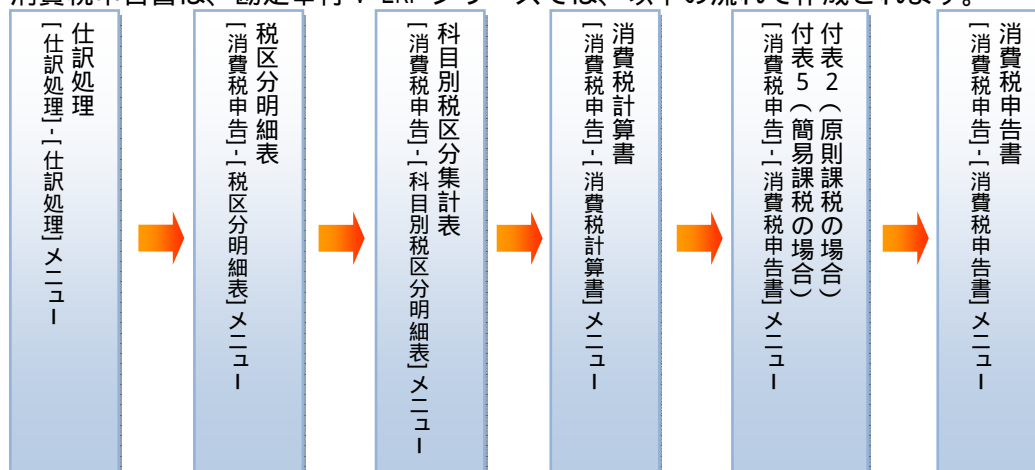 消費税申告書は、勘定奉行 V ERP シリーズでは、以下の流れで作成されます。
仕訳処理
[仕訳処理]-[仕訳処理]メニュー
税区分明細表
[消費税申告]-[税区分明細表]メニュー
科目別税区分集計表
[消費税申告]-[科目別税区分明細表]メニュー
消費税計算書
[消費税申告]-[消費税計算書]メニュー
付表2(原則課税の場合)
付表5(簡易課税の場合)
[消費税申告]-[消費税申告書]メニュー
消費税申告書
[消費税申告]-[消費税申告書]メニュー